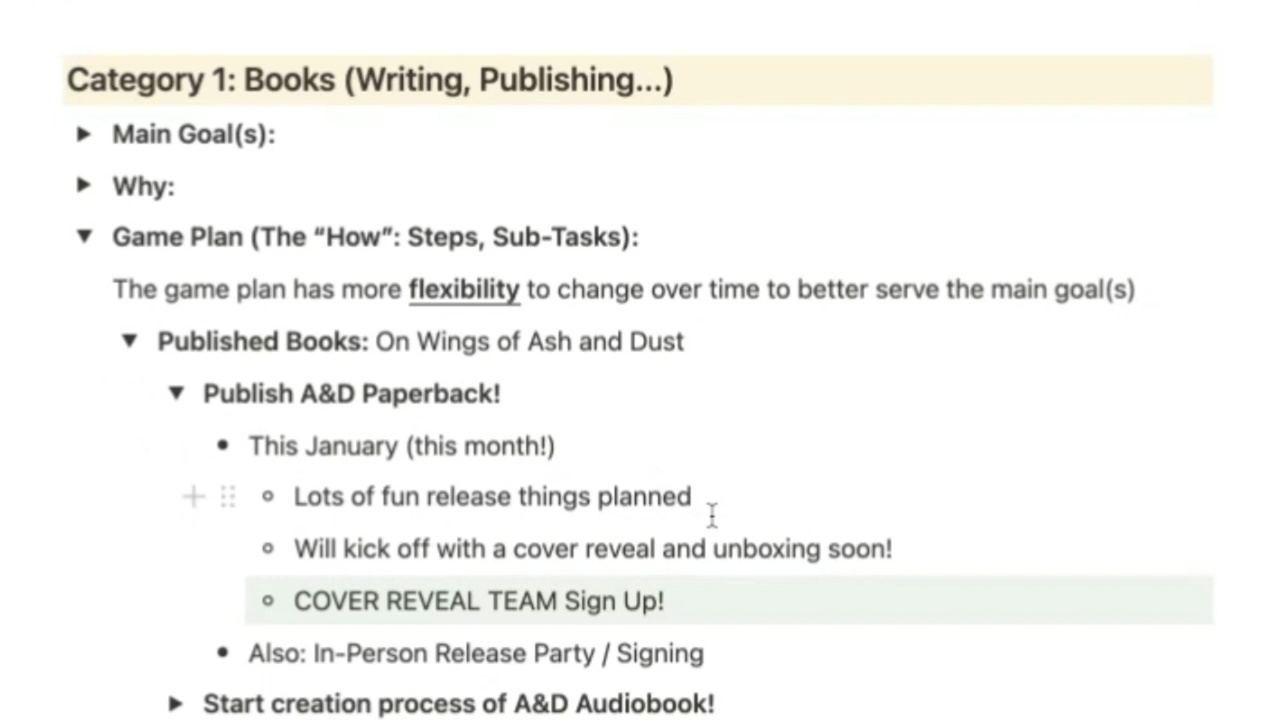 Category 1: Books (Writing, Publishing...)
Main Goal(s):
Why:
Game Plan (The “How”: Steps, Sub-Tasks):
The game plan has more flexibility to change over time to better serve the main goal(s)
Published Books: On Wings of Ash and Dust
Publish A&D Paperback!
This January (this month!)
Lots of fun release things planned
Will kick off with a cover reveal and unboxing soon!
COVER REVEAL TEAM Sign Up!
Also: In-Person Release Party / Signing
Start creation process of A&D Audiobook!